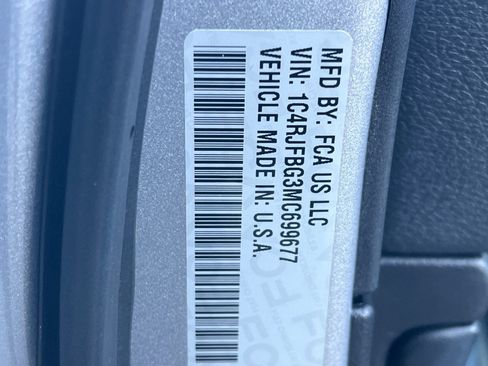 MFD BY: FCA US LLC
VIN: 1C4RJFBG3MC699677
VEHICLE MADE IN: U.S.A.